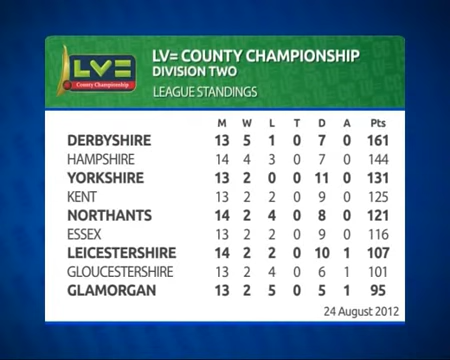 LV=
County Championship
LV= COUNTY CHAMPIONSHIP
DIVISION TWO
LEAGUE STANDINGS
M W L T D A Pts
DERBYSHIRE 13 5 1 0 7 0 161
HAMPSHIRE 14 4 3 0 7 0 144
YORKSHIRE 13 2 0 0 11 0 131
KENT 13 2 2 0 9 0 125
NORTHANTS 14 2 4 0 8 0 121
ESSEX 13 2 2 0 9 0 116
LEICESTERSHIRE 14 2 2 0 10 1 107
GLOUCESTERSHIRE 13 2 4 0 6 1 101
GLAMORGAN 13 2 5 0 5 1 95
24 August 2012